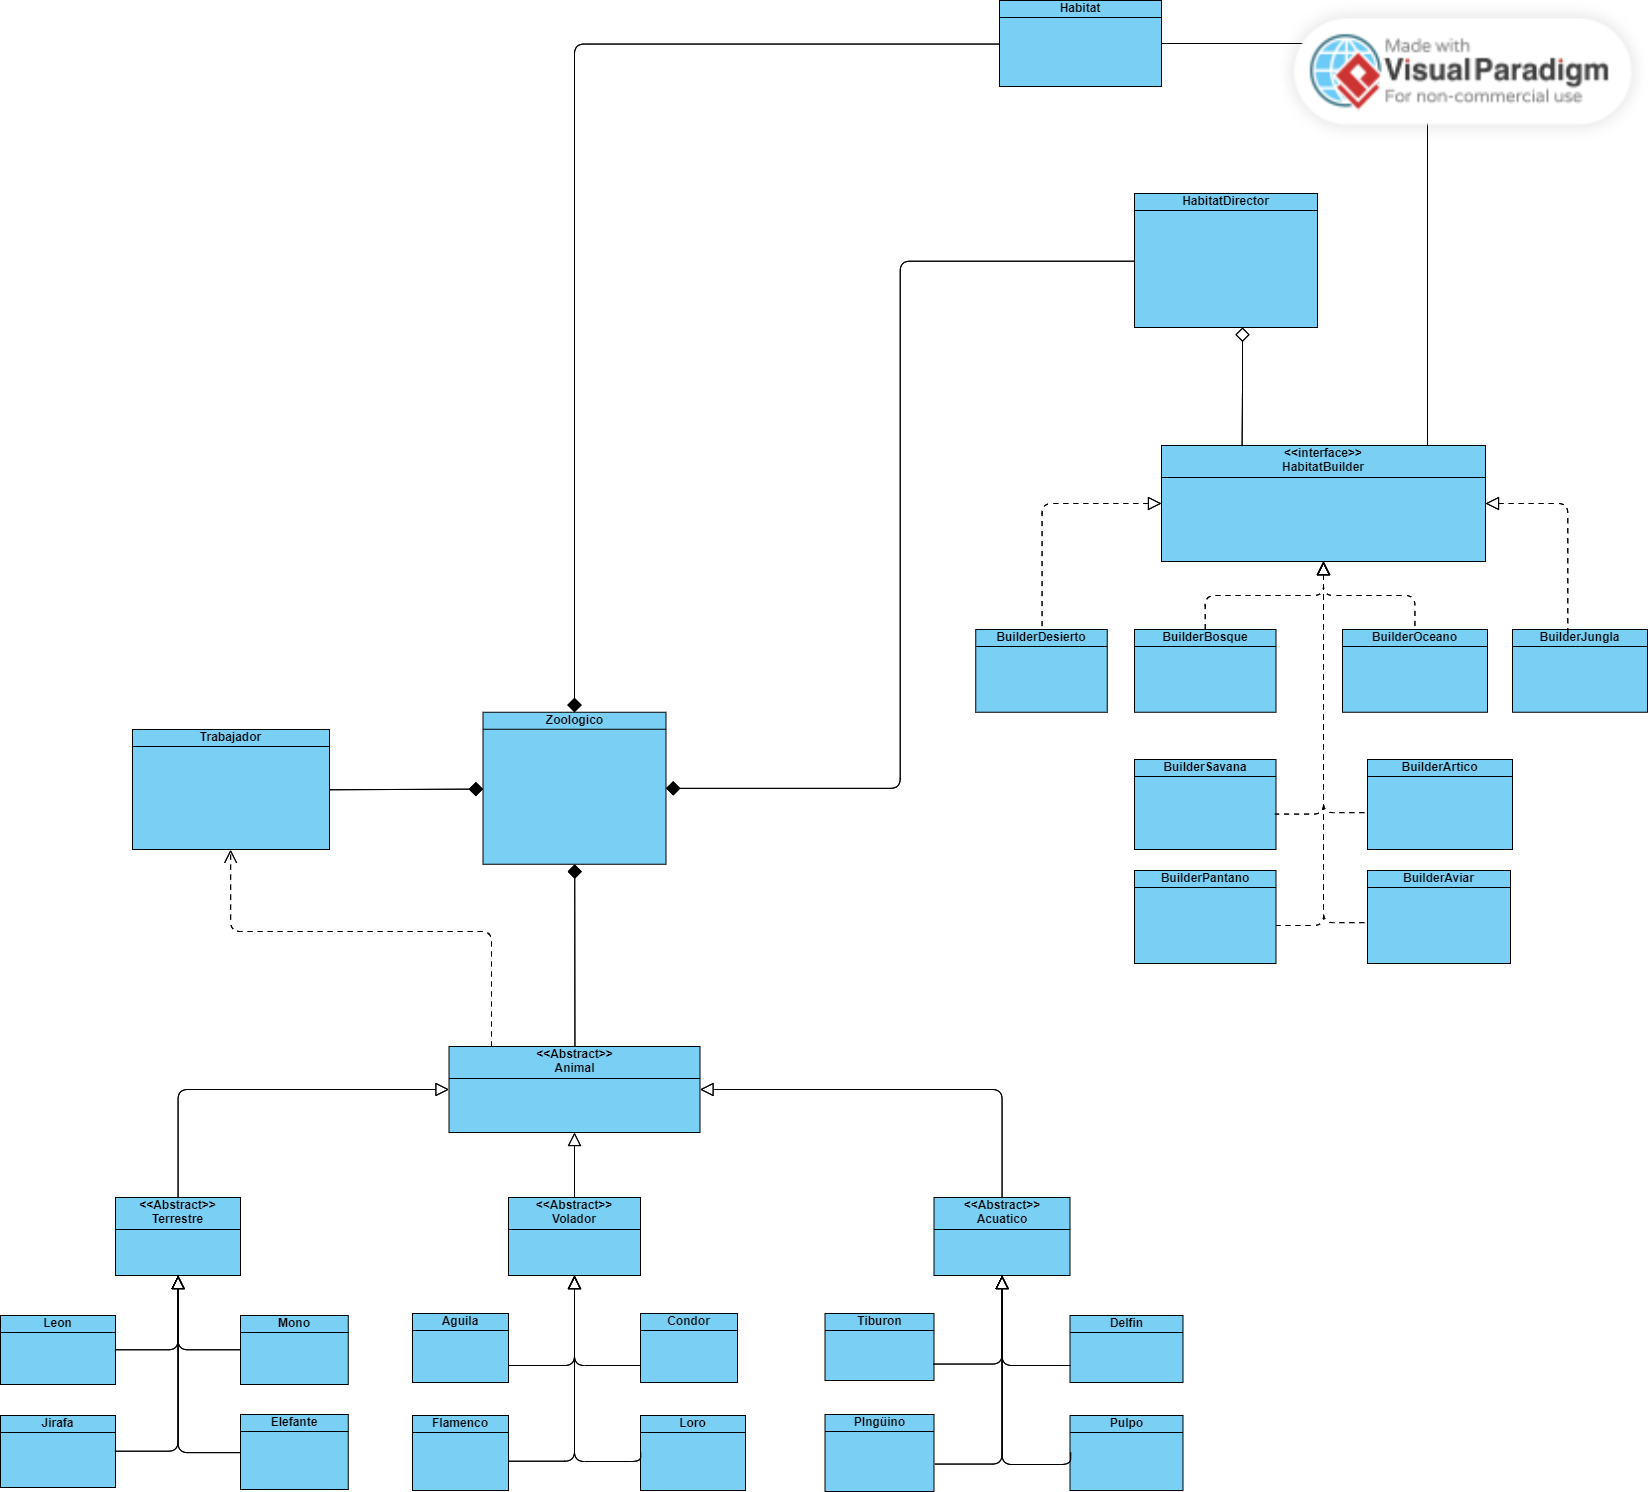 Habitat
Made with
Visual Paradigm
For non-commercial use
HabitatDirector
<<interface>>
HabitatBuilder
BuilderDesierto
BuilderBosque
BuilderOceano
BuilderJungla
Zoologico
Trabajador
BuilderSavana
BuilderArtico
BuilderPantano
BuilderAviar
<<Abstract>>
Animal
<<Abstract>>
Terrestre
<<Abstract>>
Volador
<<Abstract>>
Acuatico
Leon
Mono
Aguila
Condor
Tiburon
Delfin
Jirafa
Elefante
Flamenco
Loro
PIngüino
Pulpo